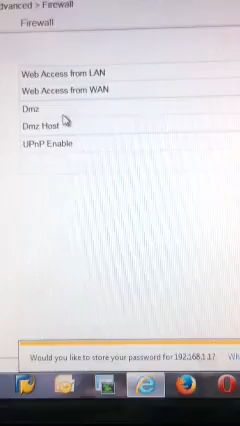 > Firewall
Firewall
Web Access from LAN
Web Access from WAN
Dmz
Dmz Host
UPnP Enable
Would you like to store your password for 192.168.1.1?